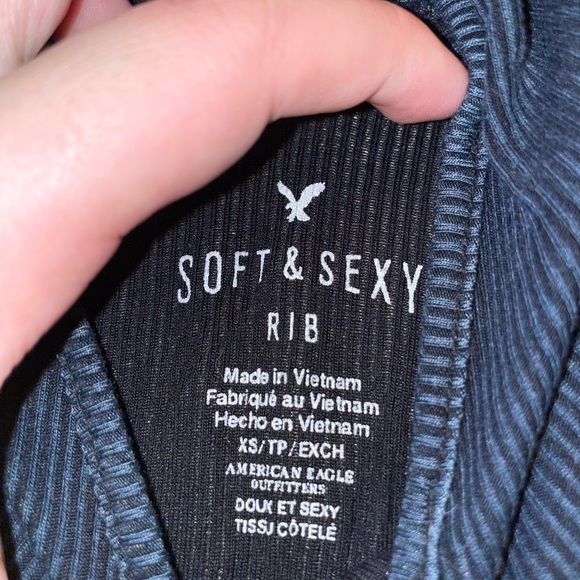 SOFT & SEXY
RIB
Made in Vietnam
Fabriqué au Vietnam
Hecho en Vietnam
XS/TP/EXCH
AMERICAN EAGLE
OUTFITTERS
DOUX ET SEXY
TISSJ CÔTELÉ